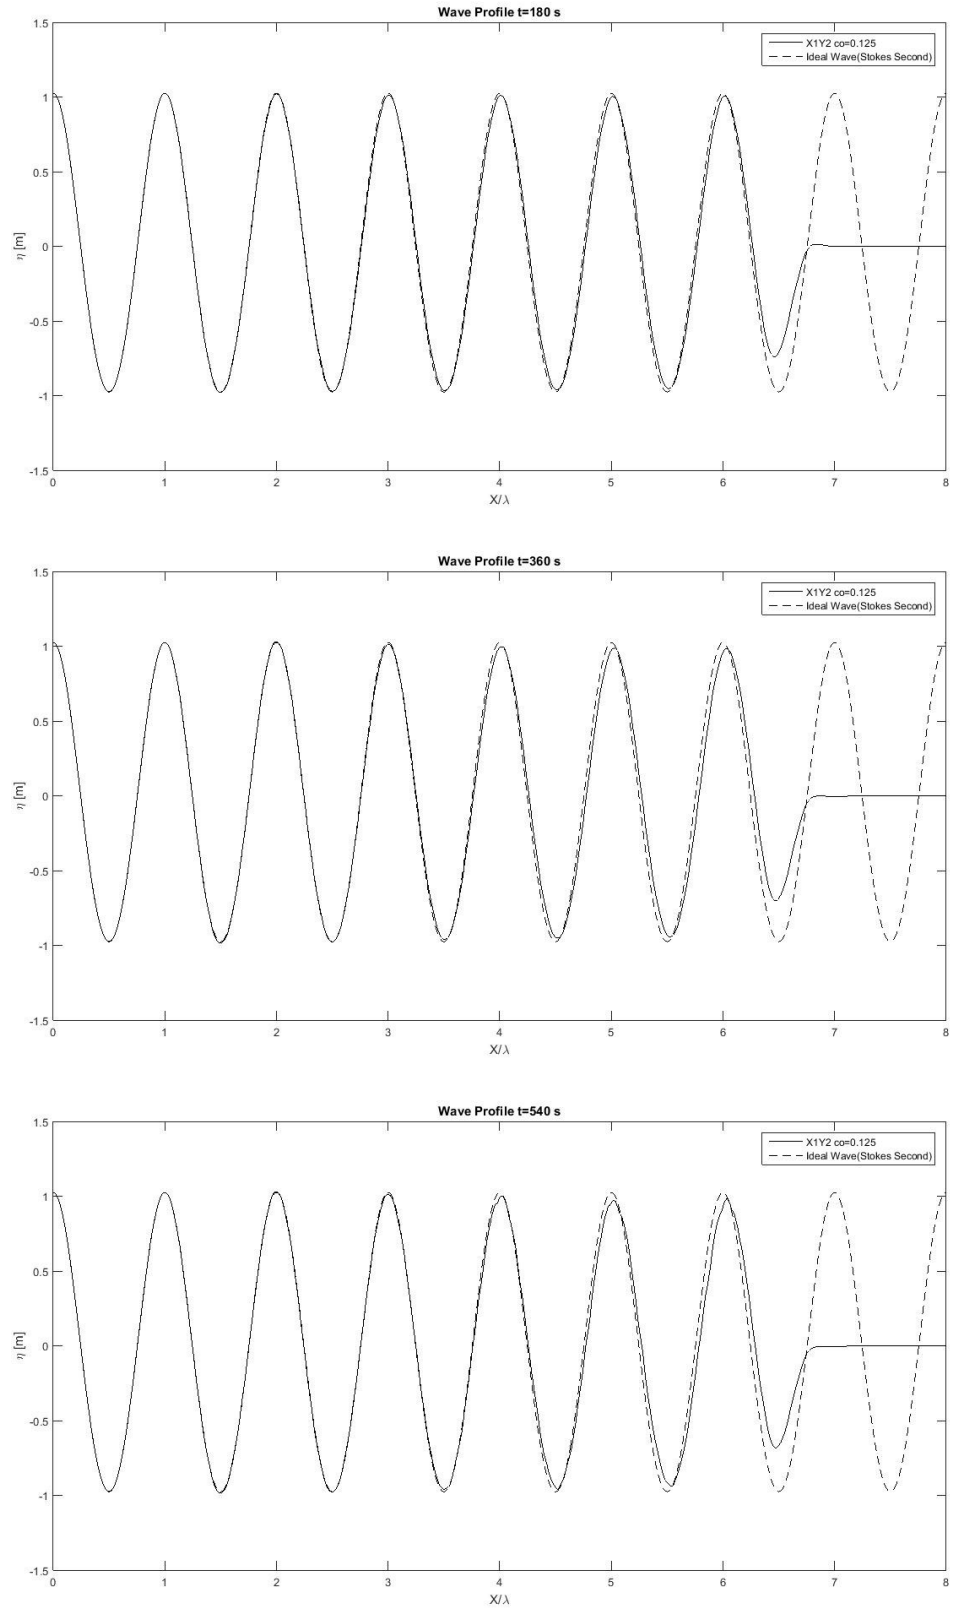 Wave Profile t=180 s
X1Y2 co=0.125
Ideal Wave(Stokes Second)
1.5
1
0.5
0
-0.5
-1
-1.5
η [m]
0 1 2 3 4 5 6 7 8
X/λ
Wave Profile t=360 s
X1Y2 co=0.125
Ideal Wave(Stokes Second)
1.5
1
0.5
0
-0.5
-1
-1.5
η [m]
0 1 2 3 4 5 6 7 8
X/λ
Wave Profile t=540 s
X1Y2 co=0.125
Ideal Wave(Stokes Second)
1.5
1
0.5
0
-0.5
-1
-1.5
η [m]
0 1 2 3 4 5 6 7 8
X/λ